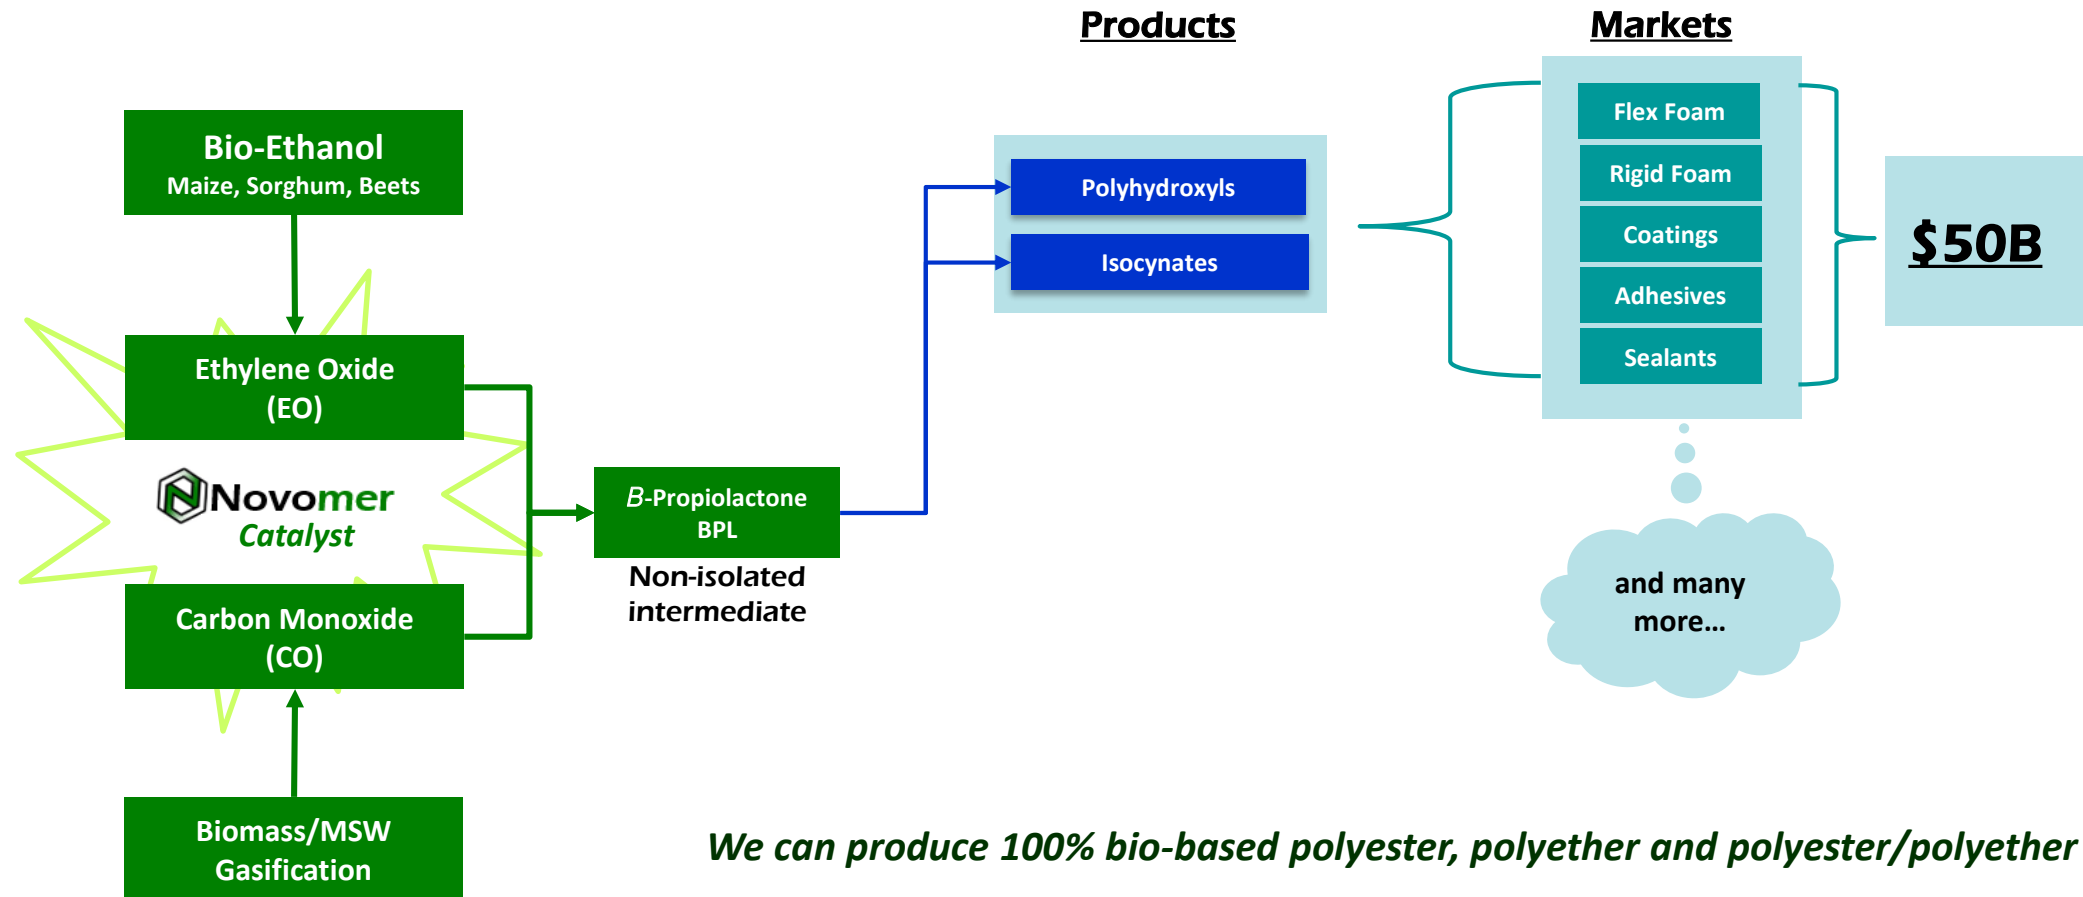 Products
Markets
Bio-Ethanol
Maize, Sorghum, Beets
Ethylene Oxide
(EO)
Novomer
Catalyst
Carbon Monoxide
(CO)
Biomass/MSW
Gasification
B-Propiolactone
BPL
Non-isolated
intermediate
Polyhydroxyls
Isocynates
Flex Foam
Rigid Foam
Coatings
Adhesives
Sealants
$50B
and many
more...
We can produce 100% bio-based polyester, polyether and polyester/polyether